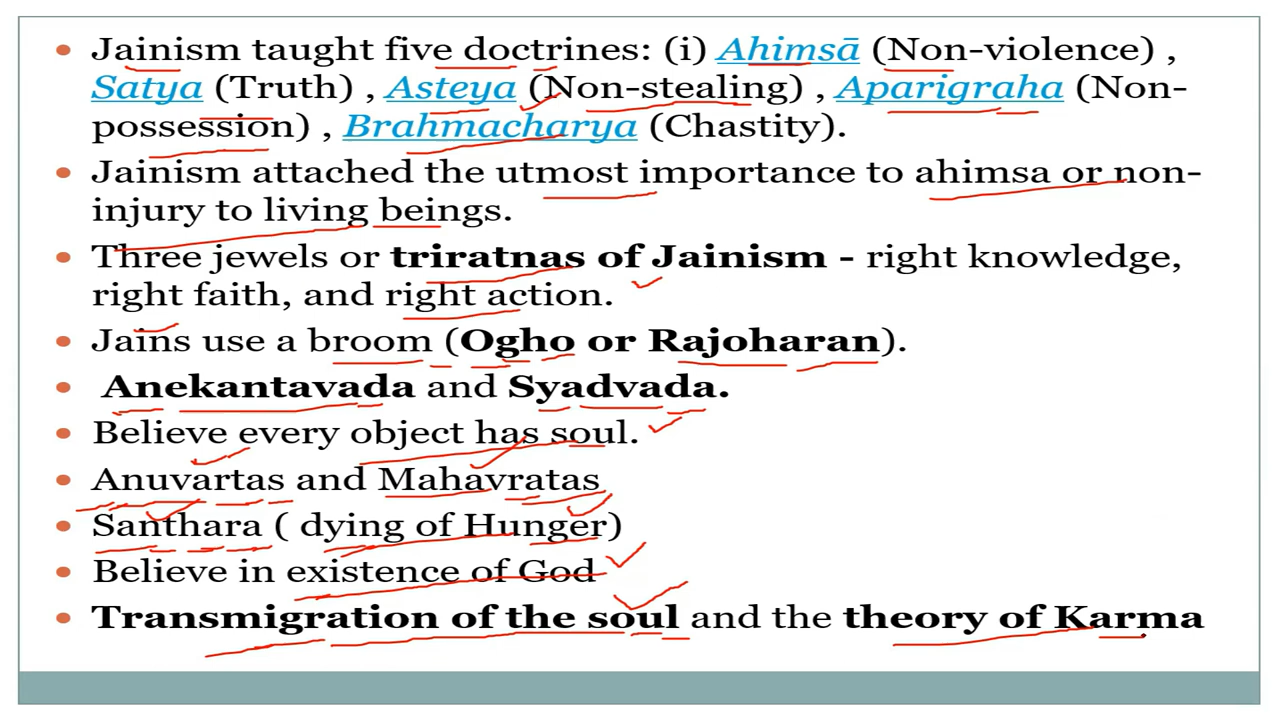 • Jainism taught five doctrines: (i) Ahimsā (Non-violence) ,
Satya (Truth) , Asteya (Non-stealing) , Aparigraha (Non-
possession) , Brahmacharya (Chastity).
• Jainism attached the utmost importance to ahimsa or non-
injury to living beings.
• Three jewels or triratnas of Jainism - right knowledge,
right faith, and right action.
• Jains use a broom (Ogho or Rajoharan).
• Anekantavada and Syadvada.
• Believe every object has soul.
• Anuvartas and Mahavratas
• Santhara ( dying of Hunger)
• Believe in existence of God
• Transmigration of the soul and the theory of Karma